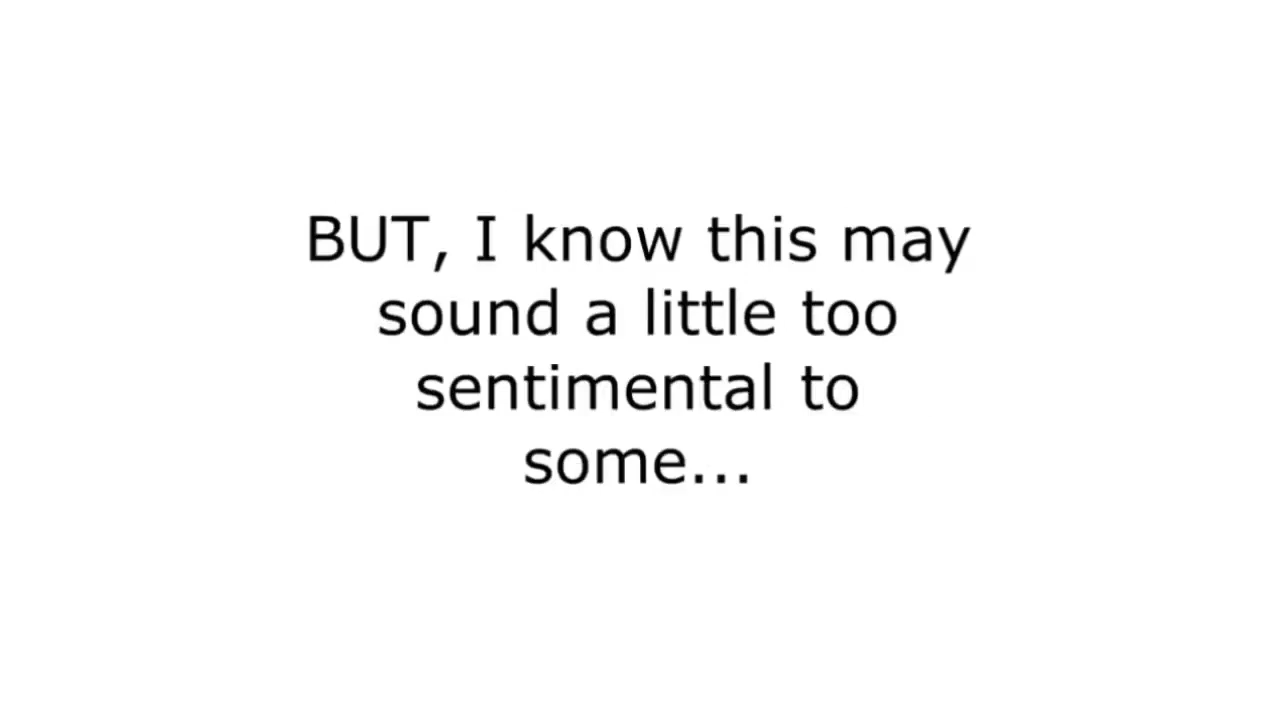 BUT, I know this may
sound a little too
sentimental to
some...